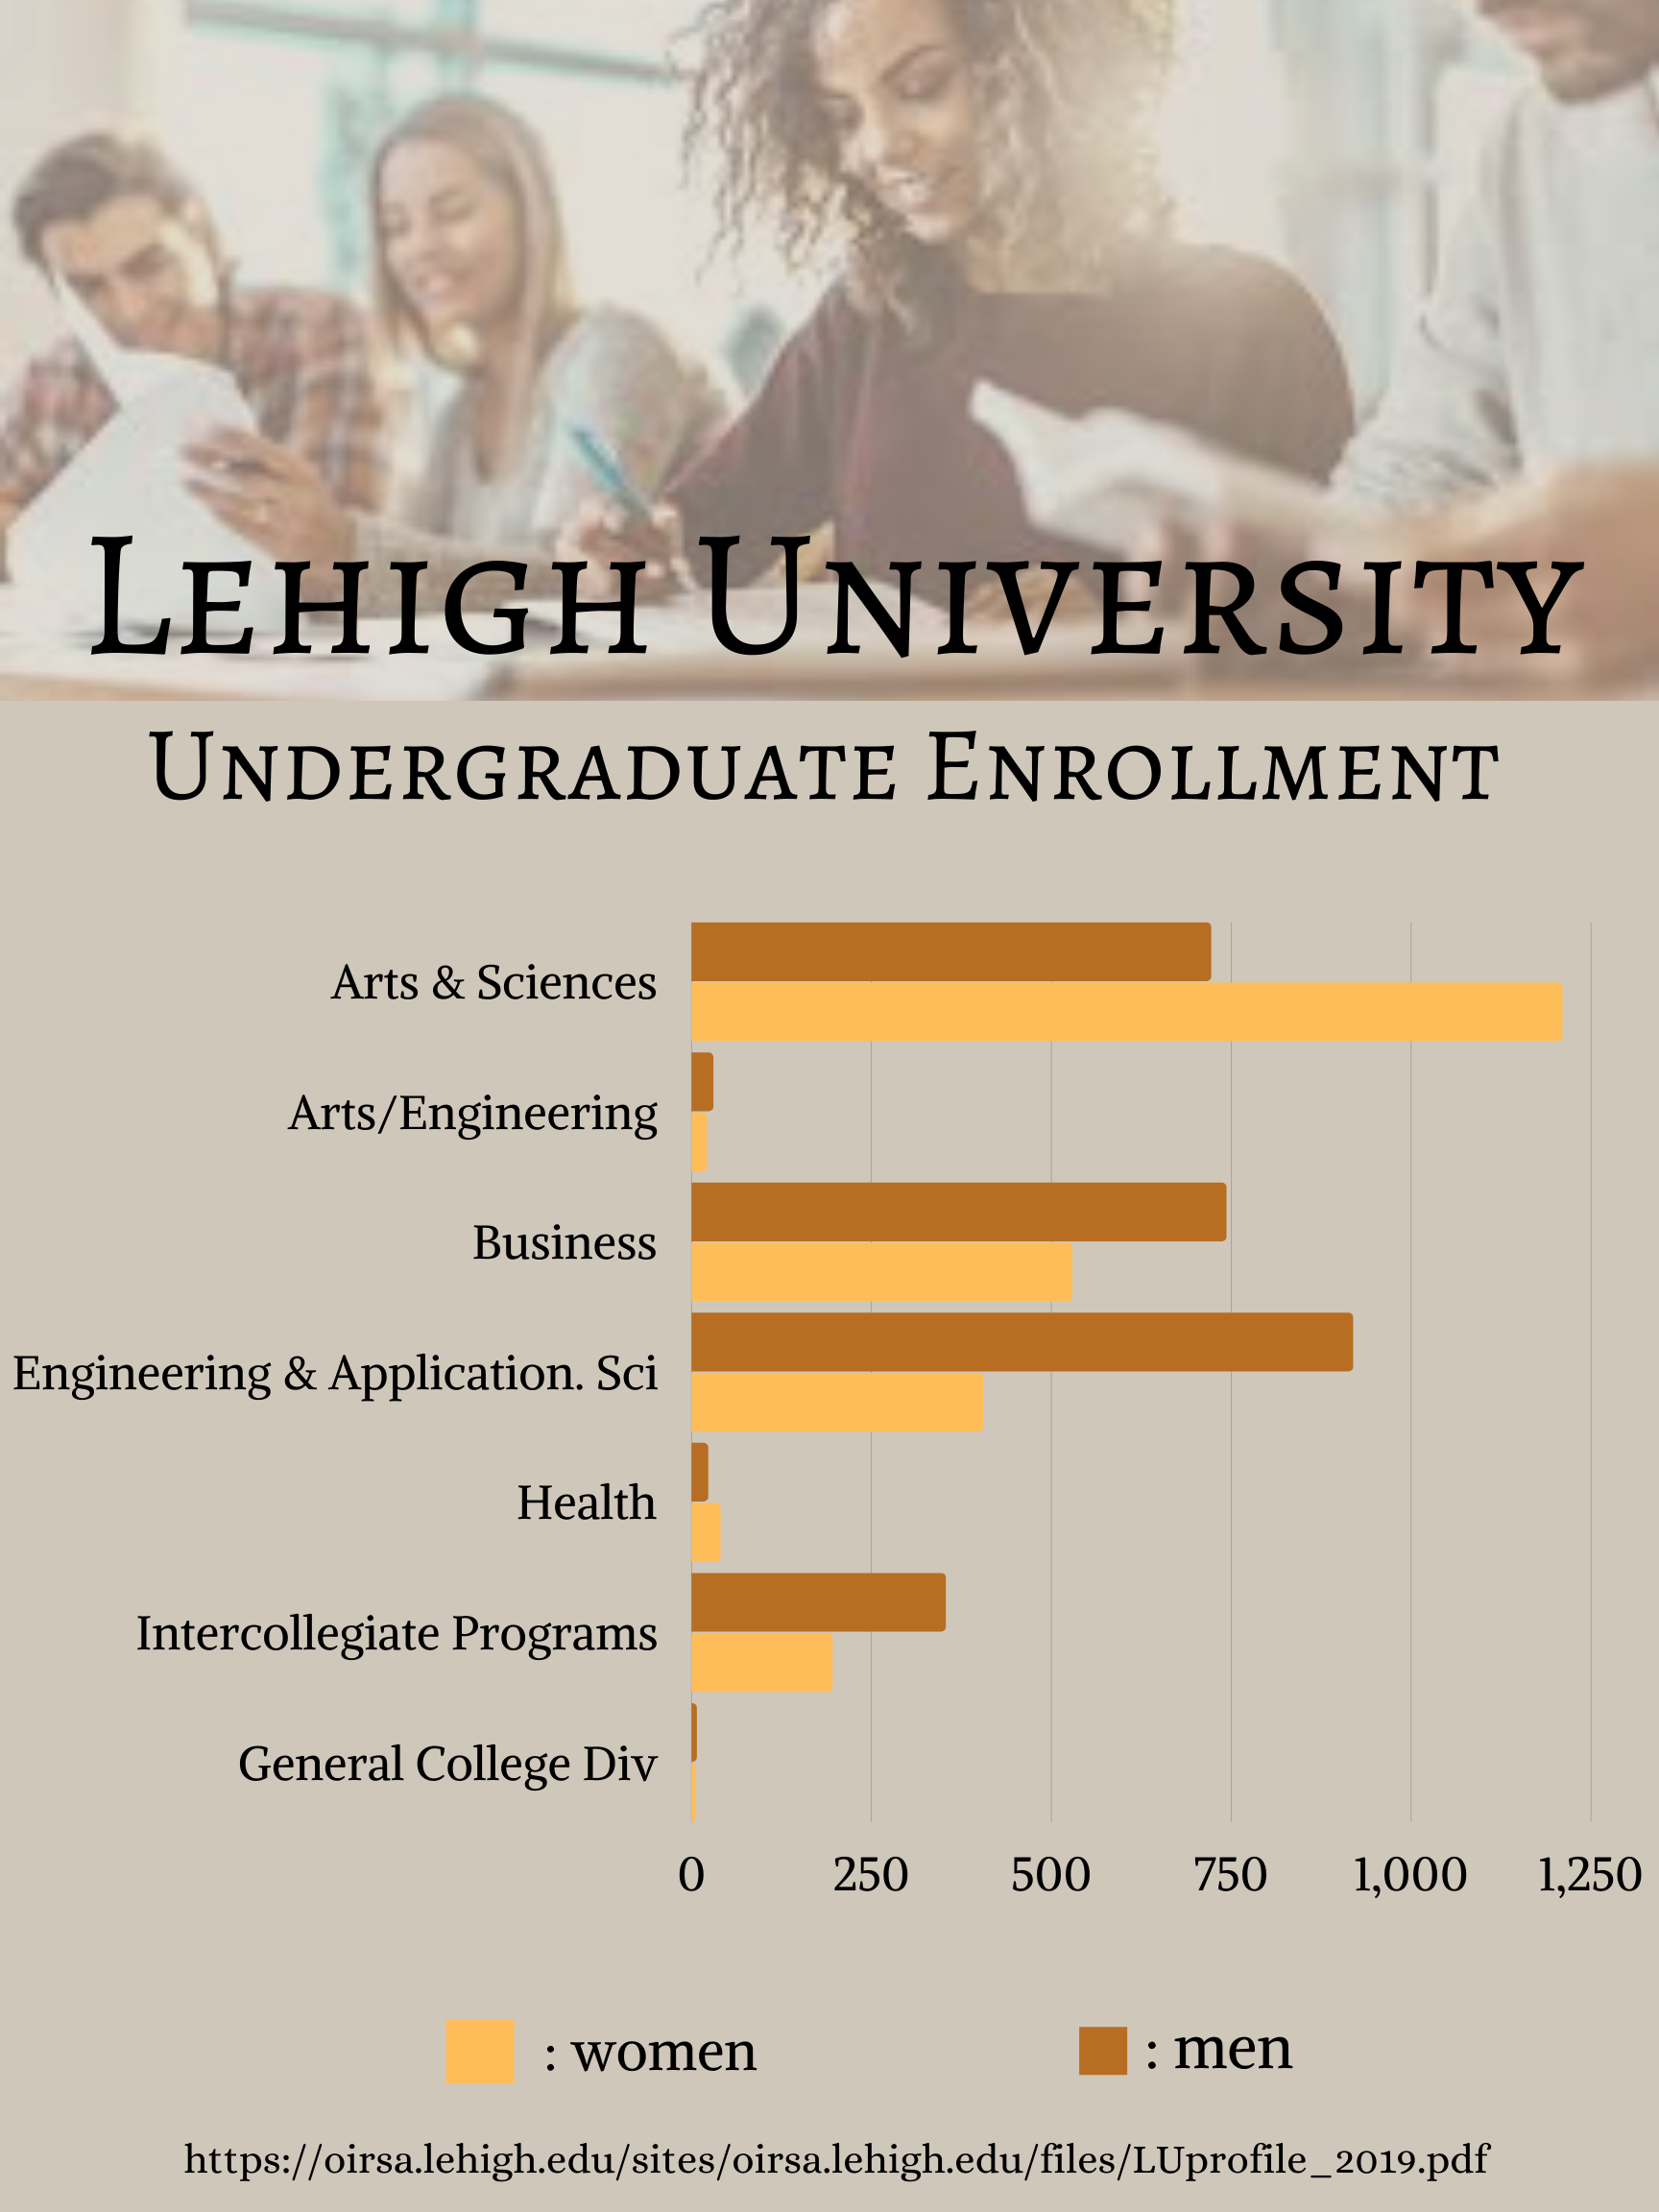 Lehigh University
Undergraduate Enrollment
Arts & Sciences
Arts/Engineering
Business
Engineering & Application. Sci
Health
Intercollegiate Programs
General College Div
0 250 500 750 1,000 1,250
: women : men
https://oirsa.lehigh.edu/sites/oirsa.lehigh.edu/files/LUprofile_2019.pdf